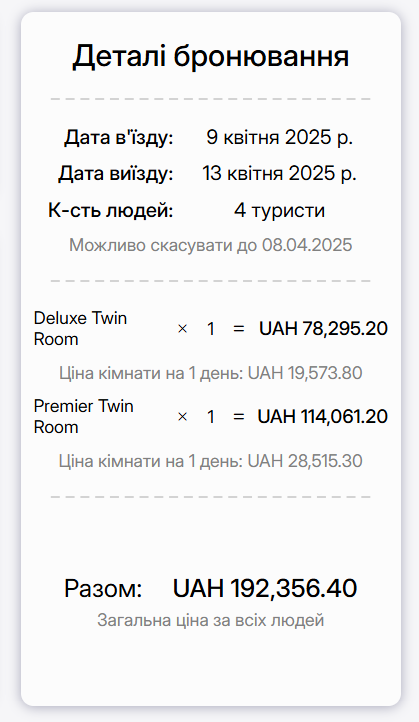 Деталі бронювання
Дата в'їзду: 9 квітня 2025 р.
Дата виїзду: 13 квітня 2025 р.
К-сть людей: 4 туристи
Можливо скасувати до 08.04.2025
Deluxe Twin
Room × 1 = UAH 78,295.20
Ціна кімнати на 1 день: UAH 19,573.80
Premier Twin
Room × 1 = UAH 114,061.20
Ціна кімнати на 1 день: UAH 28,515.30
Разом: UAH 192,356.40
Загальна ціна за всіх людей